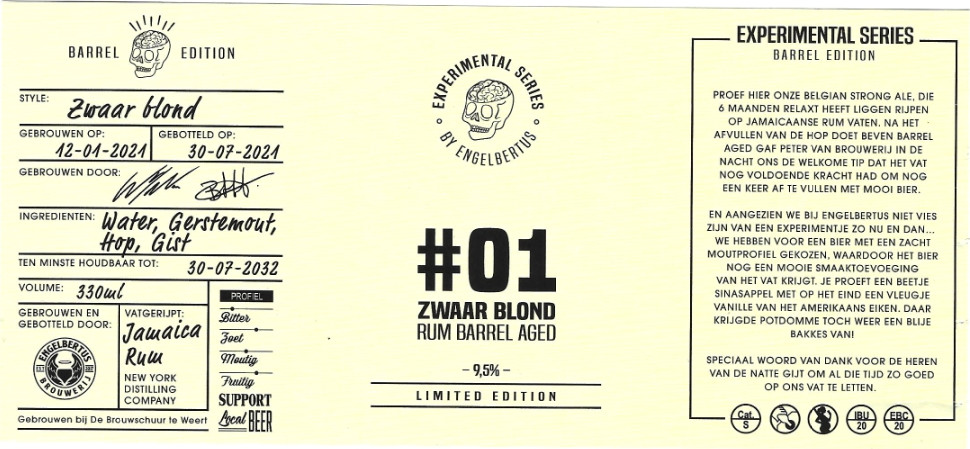 BARREL EDITION
STYLE: Zwaar blond
GEBROUWEN OP: 12-01-2021
GEBOTTELD OP: 30-07-2021
GEBROUWEN DOOR:
INGREDIENTEN: Water, Gerstemout,
Hop, Gist
TEN MINSTE HOUDBAAR TOT: 30-07-2032
VOLUME: 330ml
GEBROUWEN EN
GEBOTTELD DOOR:
ENGELBERTUS
BROUWERIJ
VATGERIJPT:
Jamaica
Rum
NEW YORK
DISTILLING
COMPANY
PROFIEL
Bitter
Zoet
Moutig
Fruitig
SUPPORT
Local BEER
Gebrouwen bij De Brouwschuur te Weert
EXPERIMENTAL SERIES
BY ENGELBERTUS
#01
ZWAAR BLOND
RUM BARREL AGED
– 9,5% –
LIMITED EDITION
EXPERIMENTAL SERIES
BARREL EDITION
PROEF HIER ONZE BELGIAN STRONG ALE, DIE
6 MAANDEN RELAXT HEEFT LIGGEN RIJPEN
OP JAMAICAANSE RUM VATEN. NA HET
AFVULLEN VAN DE HOP DOET BEVEN BARREL
AGED GAF PETER VAN BROUWERIJ IN DE
NACHT ONS DE WELKOME TIP DAT HET VAT
NOG VOLDOENDE KRACHT HAD OM NOG
EEN KEER AF TE VULLEN MET MOOI BIER.
EN AANGEZIEN WE BIJ ENGELBERTUS NIET VIES
ZIJN VAN EEN EXPERIMENTJE ZO NU EN DAN...
WE HEBBEN VOOR EEN BIER MET EEN ZACHT
MOUTPROFIEL GEKOZEN, WAARDOOR HET BIER
NOG EEN MOOIE SMAAKTOEVOEGING
VAN HET VAT KRIJGT. JE PROEFT EEN BEETJE
SINASAPPEL MET OP HET EIND EEN VLEUGJE
VANILLE VAN HET AMERIKAANS EIKEN. DAAR
KRIJGDE POTDOMME TOCH WEER EEN BLIJE
BAKKES VAN!
SPECIAAL WOORD VAN DANK VOOR DE HEREN
VAN DE NATTE GIJT OM AL DIE TIJD ZO GOED
OP ONS VAT TE LETTEN.
Cat.
S
IBU
20
EBC
20